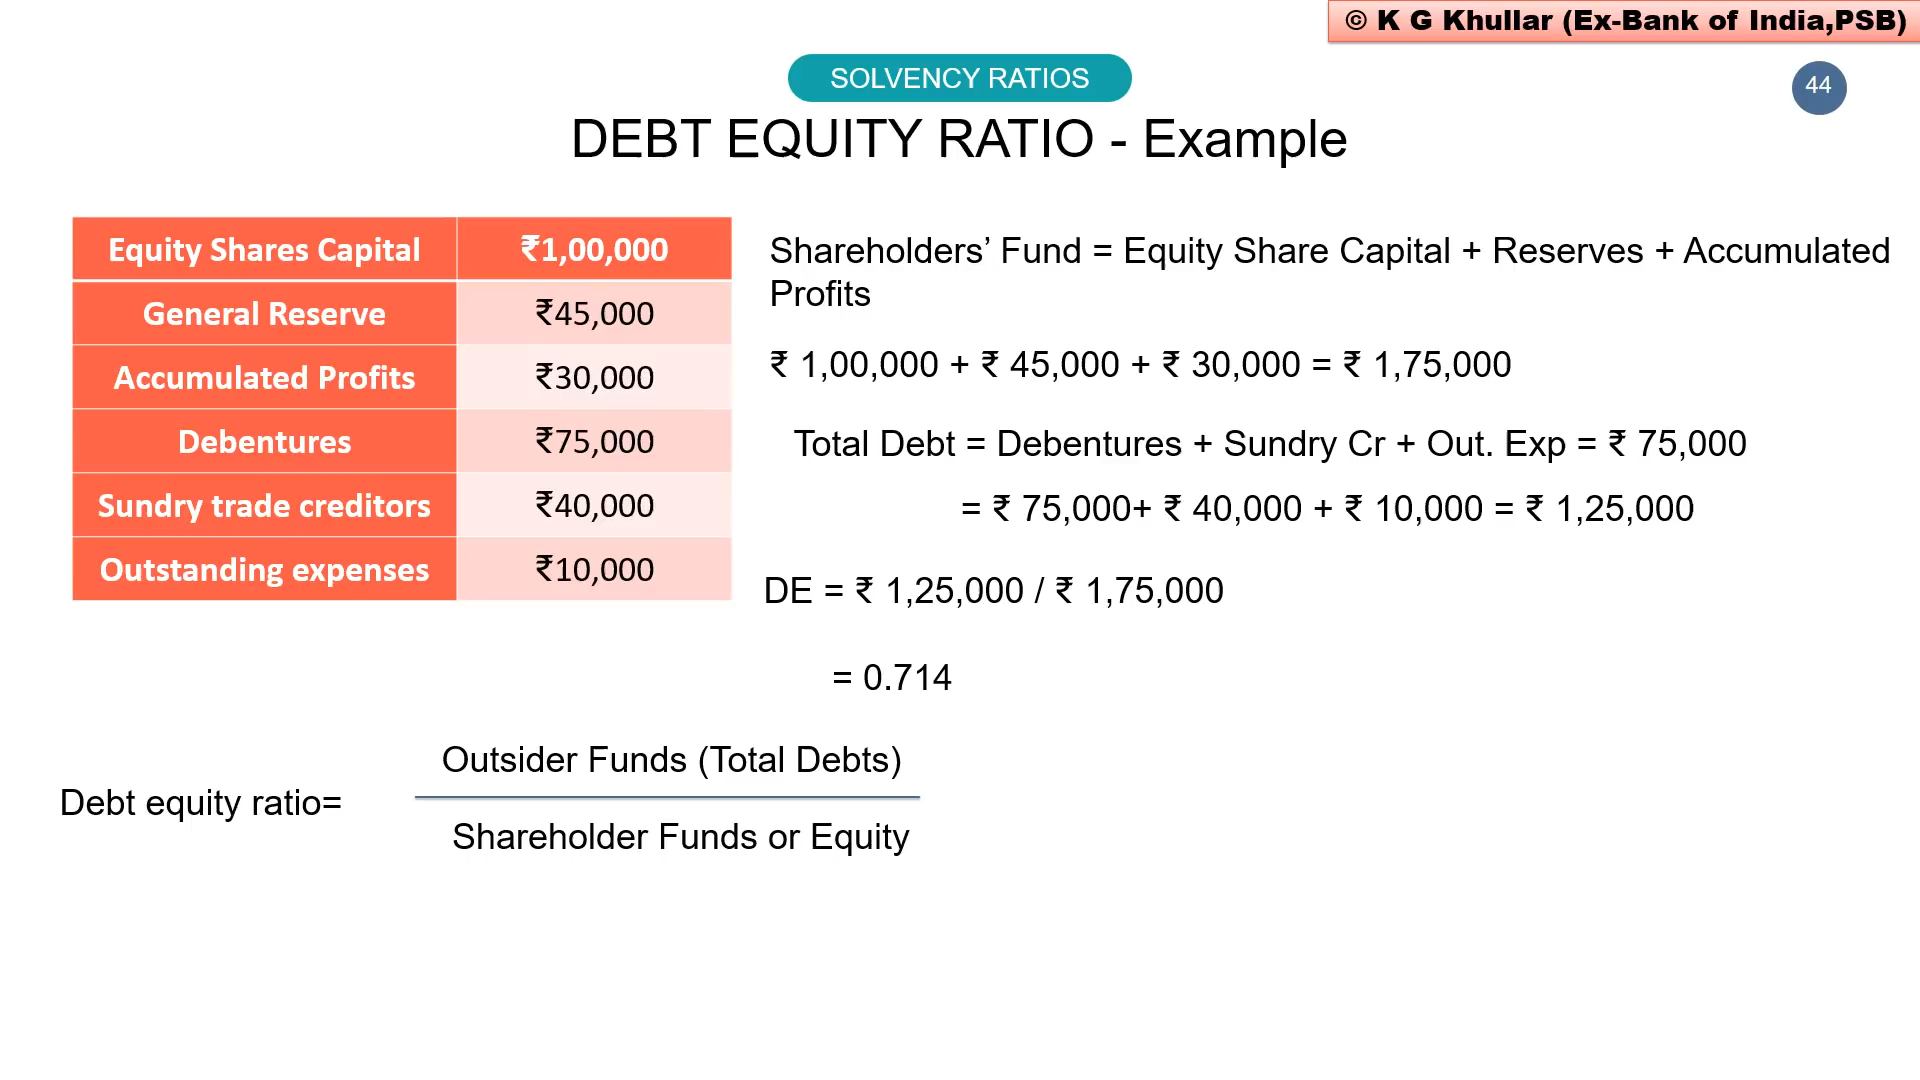 © K G Khullar (Ex-Bank of India,PSB)
SOLVENCY RATIOS
44
DEBT EQUITY RATIO - Example
Equity Shares Capital ₹1,00,000
General Reserve ₹45,000
Accumulated Profits ₹30,000
Debentures ₹75,000
Sundry trade creditors ₹40,000
Outstanding expenses ₹10,000
Shareholders’ Fund = Equity Share Capital + Reserves + Accumulated
Profits
₹ 1,00,000 + ₹ 45,000 + ₹ 30,000 = ₹ 1,75,000
Total Debt = Debentures + Sundry Cr + Out. Exp = ₹ 75,000
= ₹ 75,000+ ₹ 40,000 + ₹ 10,000 = ₹ 1,25,000
DE = ₹ 1,25,000 / ₹ 1,75,000
= 0.714
Outsider Funds (Total Debts)
Debt equity ratio=
Shareholder Funds or Equity